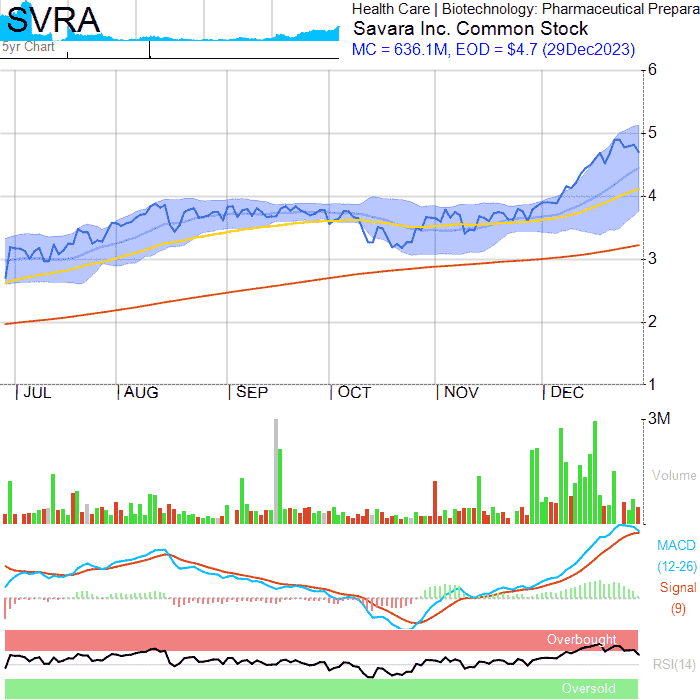 SVRA
5yr Chart
Health Care | Biotechnology: Pharmaceutical Prepara
Savara Inc. Common Stock
MC = 636.1M, EOD = $4.7 (29Dec2023)
6
5
4
3
2
1
JUL AUG SEP OCT NOV DEC
3M
Volume
MACD
(12-26)
Signal
(9)
Overbought
RSI(14)
Oversold